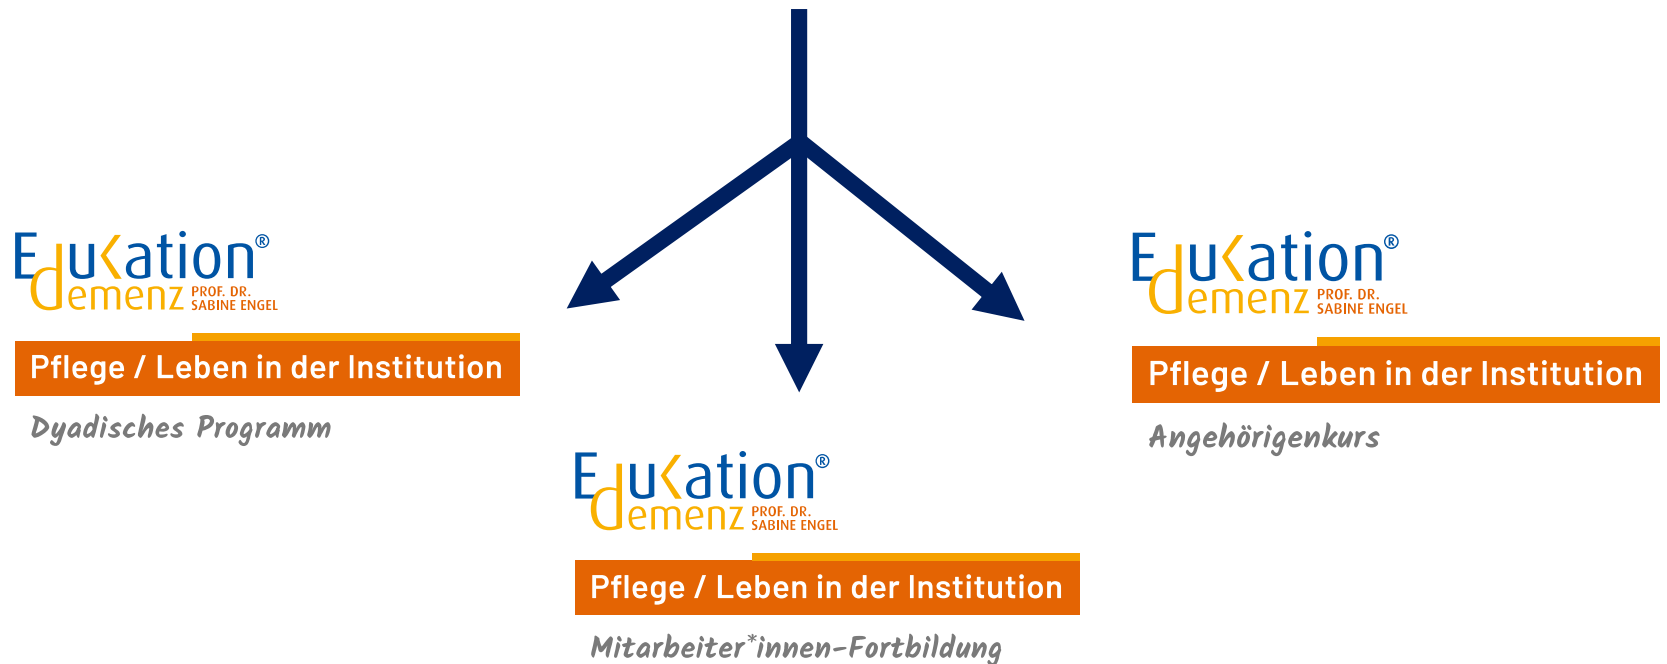 EduKation®
demenz PROF. DR.
SABINE ENGEL
Pflege / Leben in der Institution
Dyadisches Programm
EduKation®
demenz PROF. DR.
SABINE ENGEL
Pflege / Leben in der Institution
Mitarbeiter*innen-Fortbildung
EduKation®
demenz PROF. DR.
SABINE ENGEL
Pflege / Leben in der Institution
Angehörigenkurs